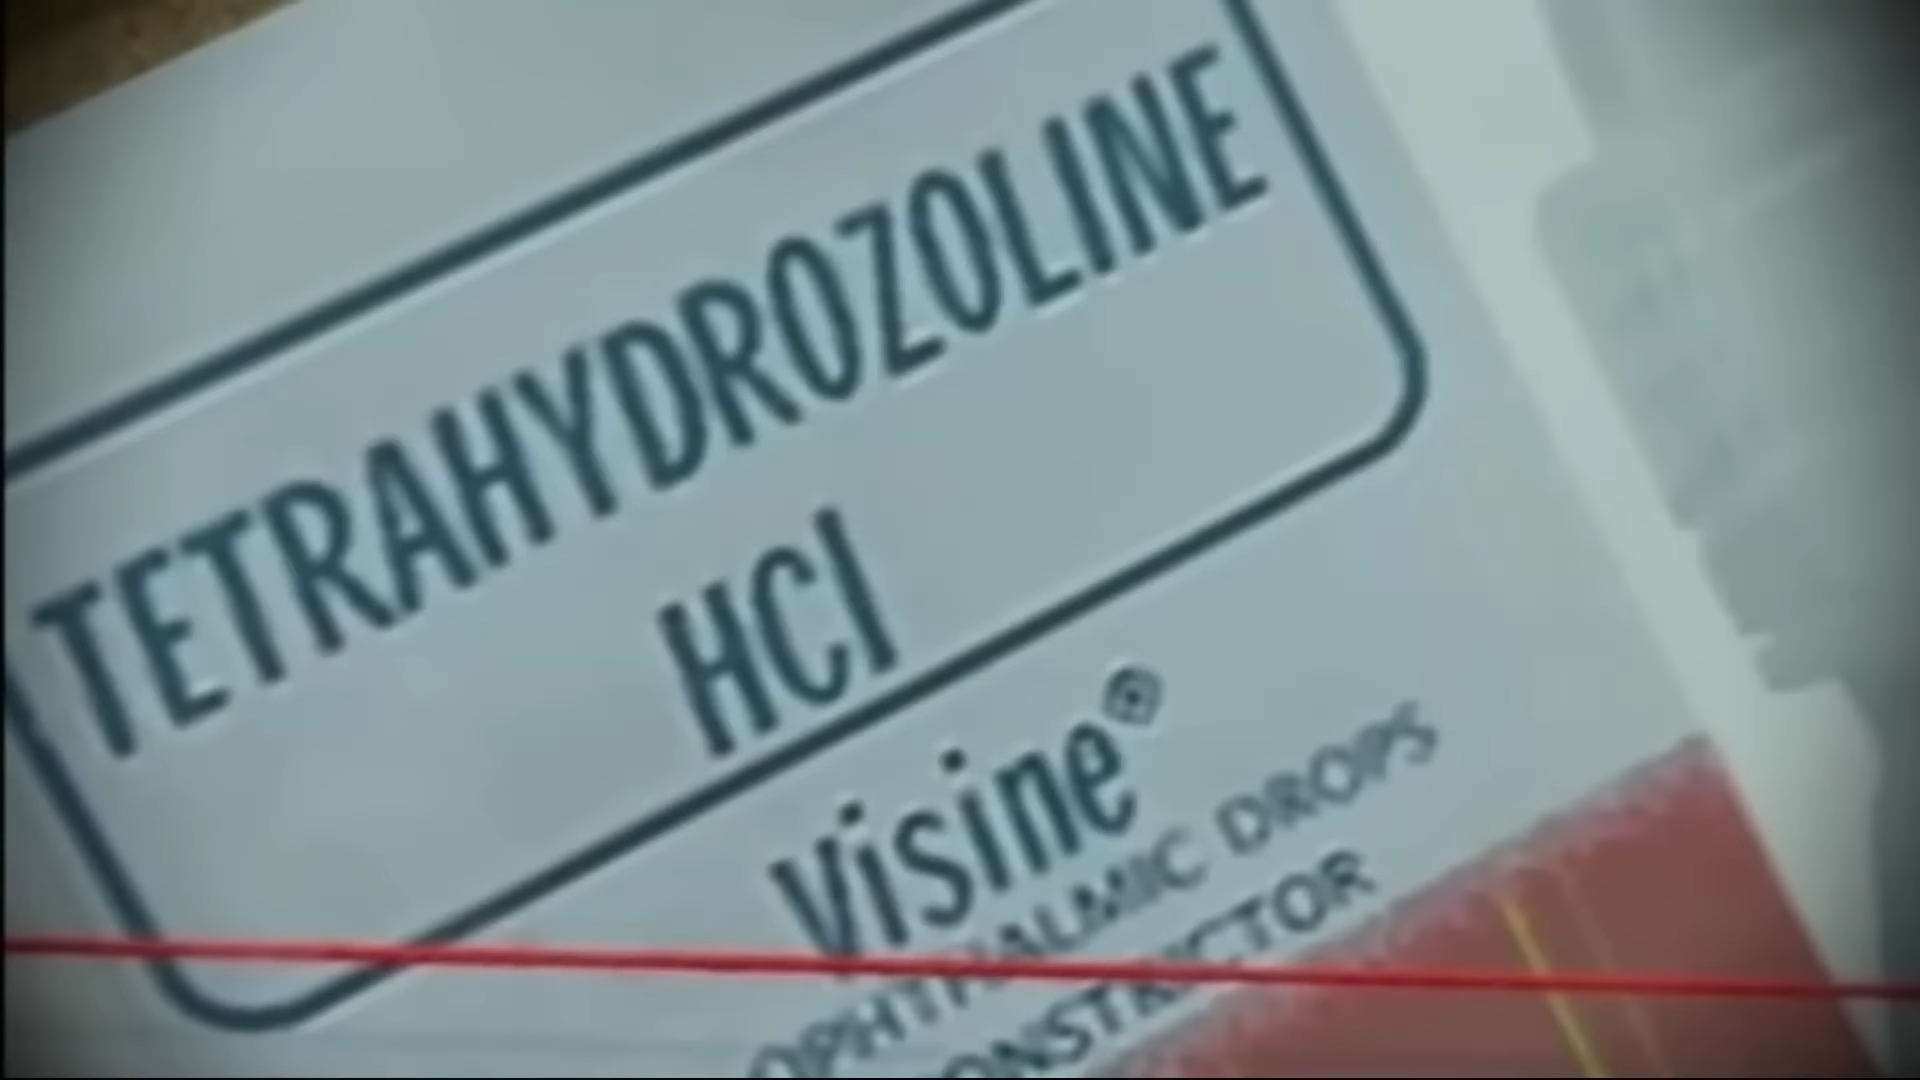 TETRAHYDROZOLINE
HCl
Visine®
OPHTHALMIC DROPS
CONSTRICTOR